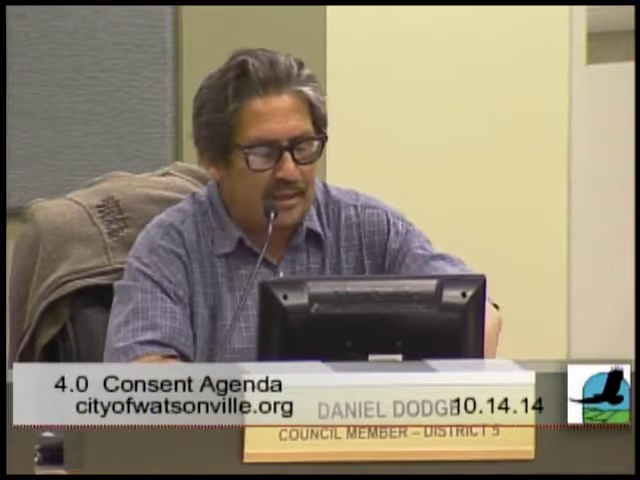 4.0 Consent Agenda
cityofwatsonville.org
DANIEL DODGE
10.14.14
COUNCIL MEMBER – DISTRICT 5